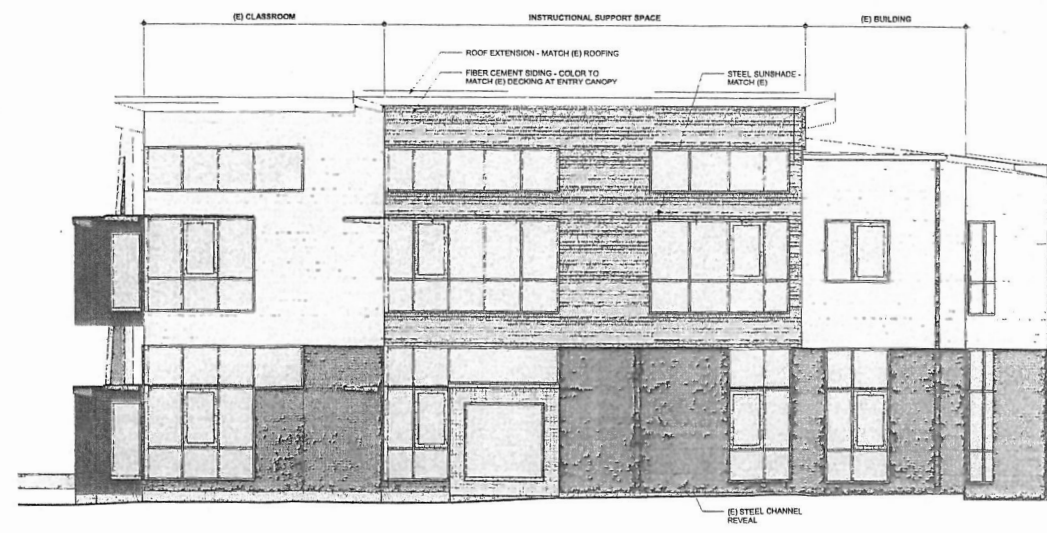 (E) CLASSROOM
INSTRUCTIONAL SUPPORT SPACE
(E) BUILDING
ROOF EXTENSION - MATCH (E) ROOFING
FIBER CEMENT SIDING - COLOR TO
MATCH (E) DECKING AT ENTRY CANOPY
STEEL SUNSHADE -
MATCH (E)
(E) STEEL CHANNEL
REVEAL